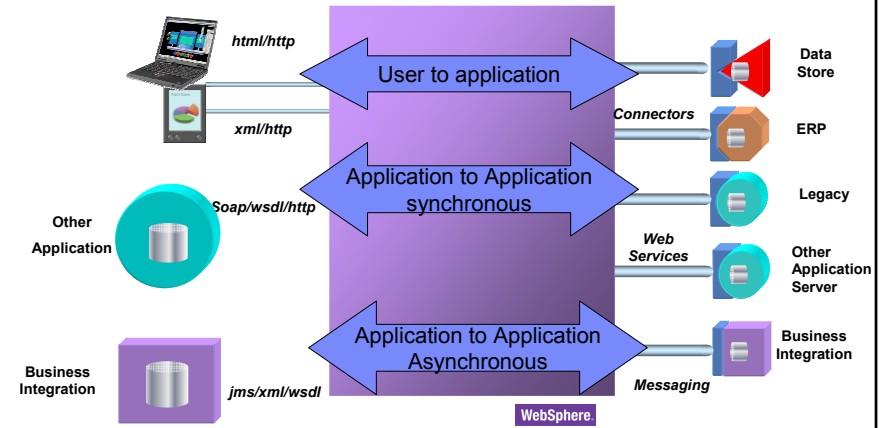 html/http
User to application
Data
Store
xml/http
Connectors
ERP
Application to Application
synchronous
Soap/wsdl/http
Legacy
Other
Application
Web
Services
Other
Application
Server
Application to Application
Asynchronous
Business
Integration
Business
Integration
jms/xml/wsdl
Messaging
WebSphere.